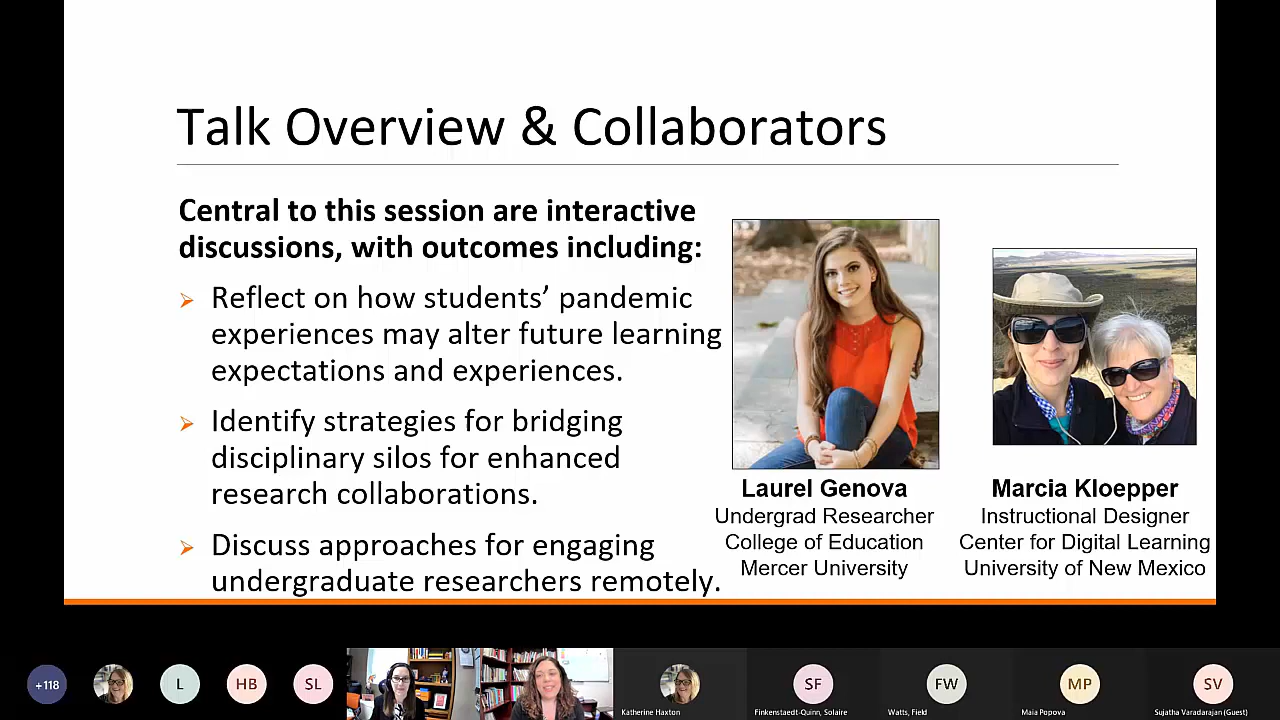 Talk Overview & Collaborators
Central to this session are interactive
discussions, with outcomes including:
Reflect on how students’ pandemic
experiences may alter future learning
expectations and experiences.
Identify strategies for bridging
disciplinary silos for enhanced
research collaborations.
Discuss approaches for engaging
undergraduate researchers remotely.
Laurel Genova
Undergrad Researcher
College of Education
Mercer University
Marcia Kloepper
Instructional Designer
Center for Digital Learning
University of New Mexico
+118
L
HB
SL
Katherine Haxton
SF
Finkenstaedt-Quinn, Solaire
FW
Watts, Field
MP
Maia Popova
SV
Sujatha Varadarajan (Guest)